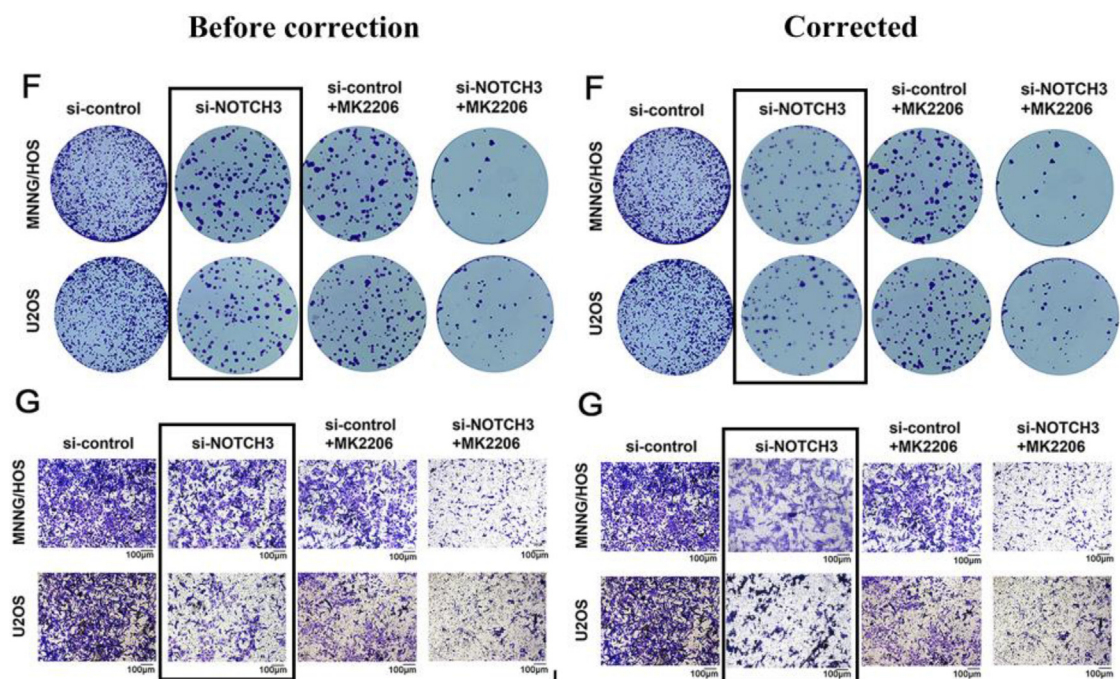 Before correction
F
si-control
si-NOTCH3
si-control
+MK2206
si-NOTCH3
+MK2206
MNNG/HOS
U2OS
G
si-control
si-NOTCH3
si-control
+MK2206
si-NOTCH3
+MK2206
MNNG/HOS
100μm
100μm
100μm
100μm
U2OS
100μm
100μm
100μm
100μm
Corrected
F
si-control
si-NOTCH3
si-control
+MK2206
si-NOTCH3
+MK2206
MNNG/HOS
U2OS
G
si-control
si-NOTCH3
si-control
+MK2206
si-NOTCH3
+MK2206
MNNG/HOS
100μm
100μm
100μm
100μm
U2OS
100μm
100μm
100μm
100μm